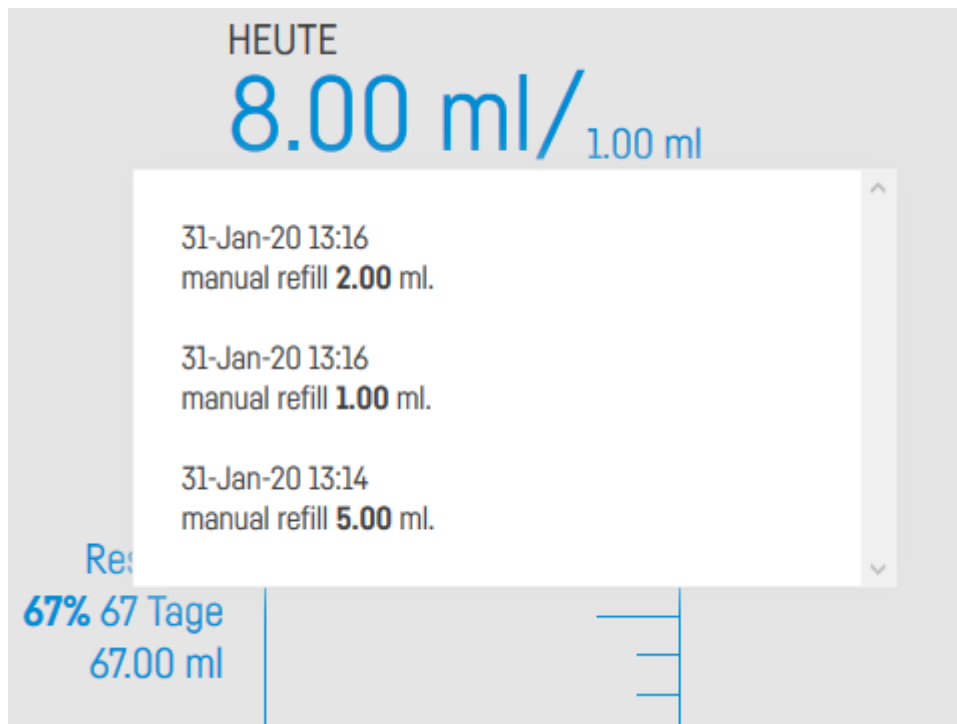 HEUTE
8.00 ml/ 1.00 ml
31-Jan-20 13:16
manual refill 2.00 ml.
31-Jan-20 13:16
manual refill 1.00 ml.
31-Jan-20 13:14
manual refill 5.00 ml.
67% 67 Tage
67.00 ml